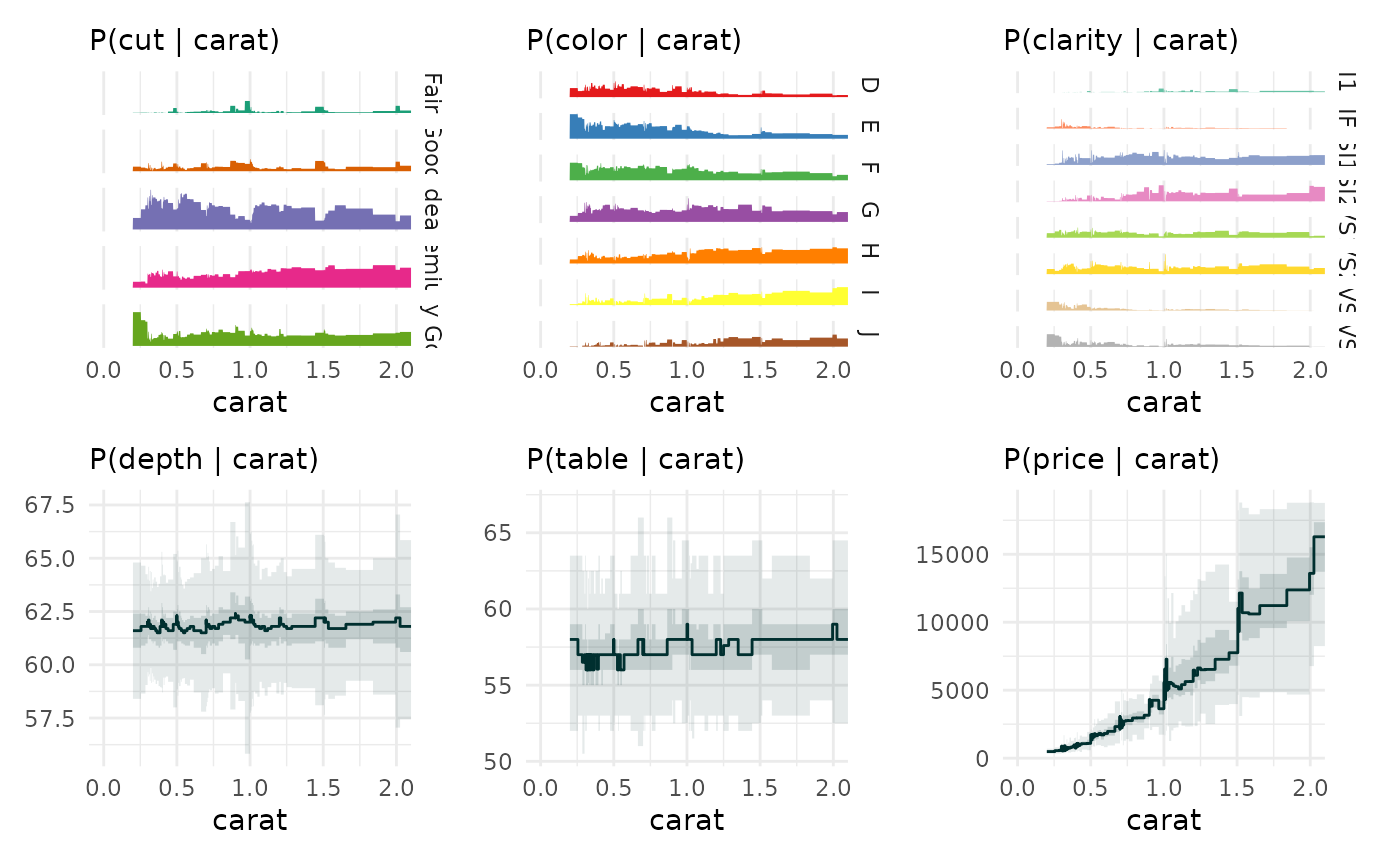 P(cut | carat)
Fair
dea
0.0 0.5 1.0 1.5 2.0
carat
P(color | carat)
D
E
F
G
H
I
J
0.0 0.5 1.0 1.5 2.0
carat
P(clarity | carat)
I1
IF
SI1
SI2
VS
VS
0.0 0.5 1.0 1.5 2.0
carat
P(depth | carat)
67.5
65.0
62.5
60.0
57.5
0.0 0.5 1.0 1.5 2.0
carat
P(table | carat)
65
60
55
50
0.0 0.5 1.0 1.5 2.0
carat
P(price | carat)
15000
10000
5000
0
0.0 0.5 1.0 1.5 2.0
carat